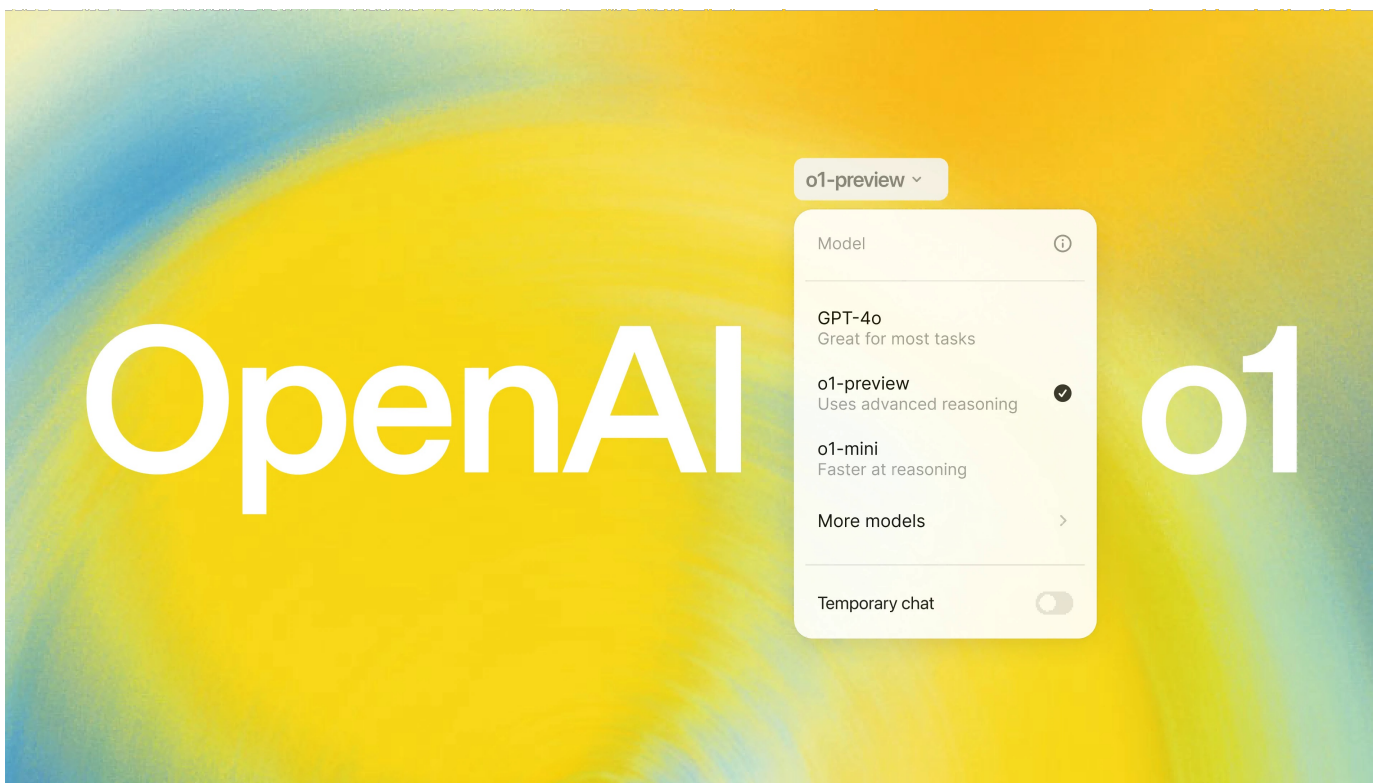 OpenAI
o1-preview
Model
GPT-4o
Great for most tasks
o1-preview
Uses advanced reasoning
o1-mini
Faster at reasoning
More models
Temporary chat
o1